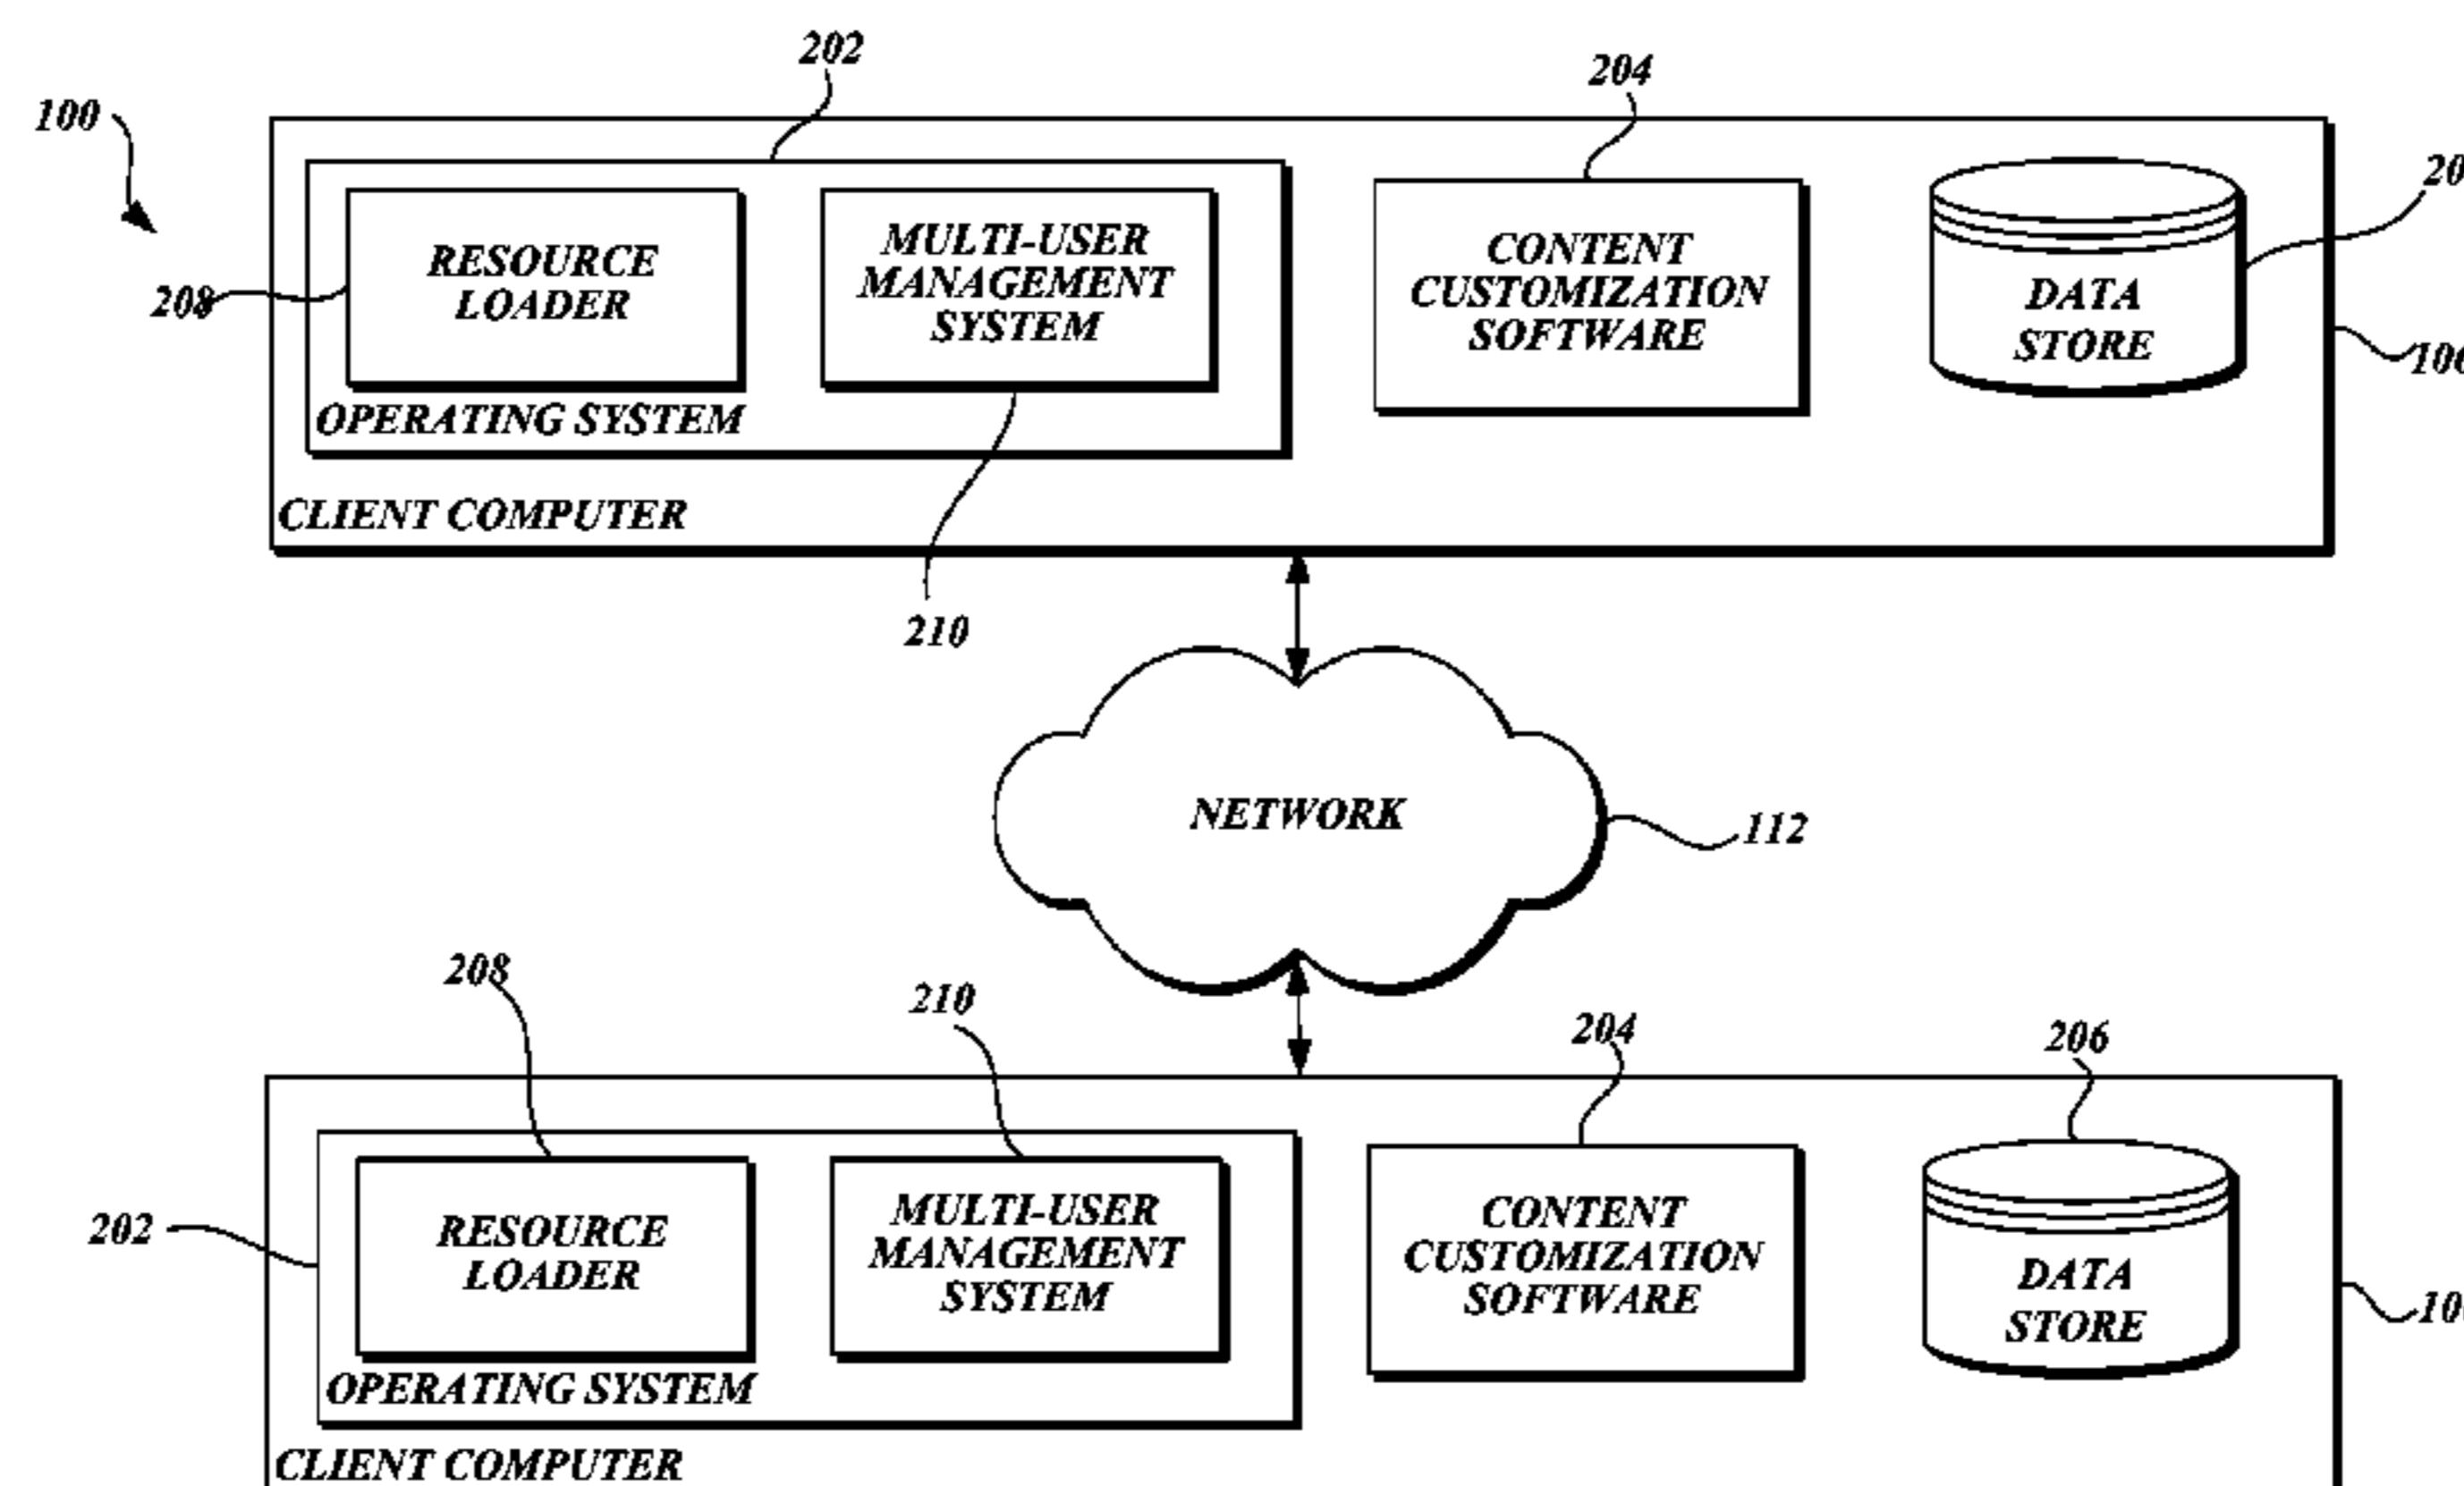 202
204
100
20
RESOURCE
LOADER
MULTI-USER
MANAGEMENT
SYSTEM
CONTENT
CUSTOMIZATION
SOFTWARE
DATA
STORE
208
106
OPERATING SYSTEM
CLIENT COMPUTER
210
NETWORK
112
208
210
204
206
202
RESOURCE
LOADER
MULTI-USER
MANAGEMENT
SYSTEM
CONTENT
CUSTOMIZATION
SOFTWARE
DATA
STORE
10
OPERATING SYSTEM
CLIENT COMPUTER